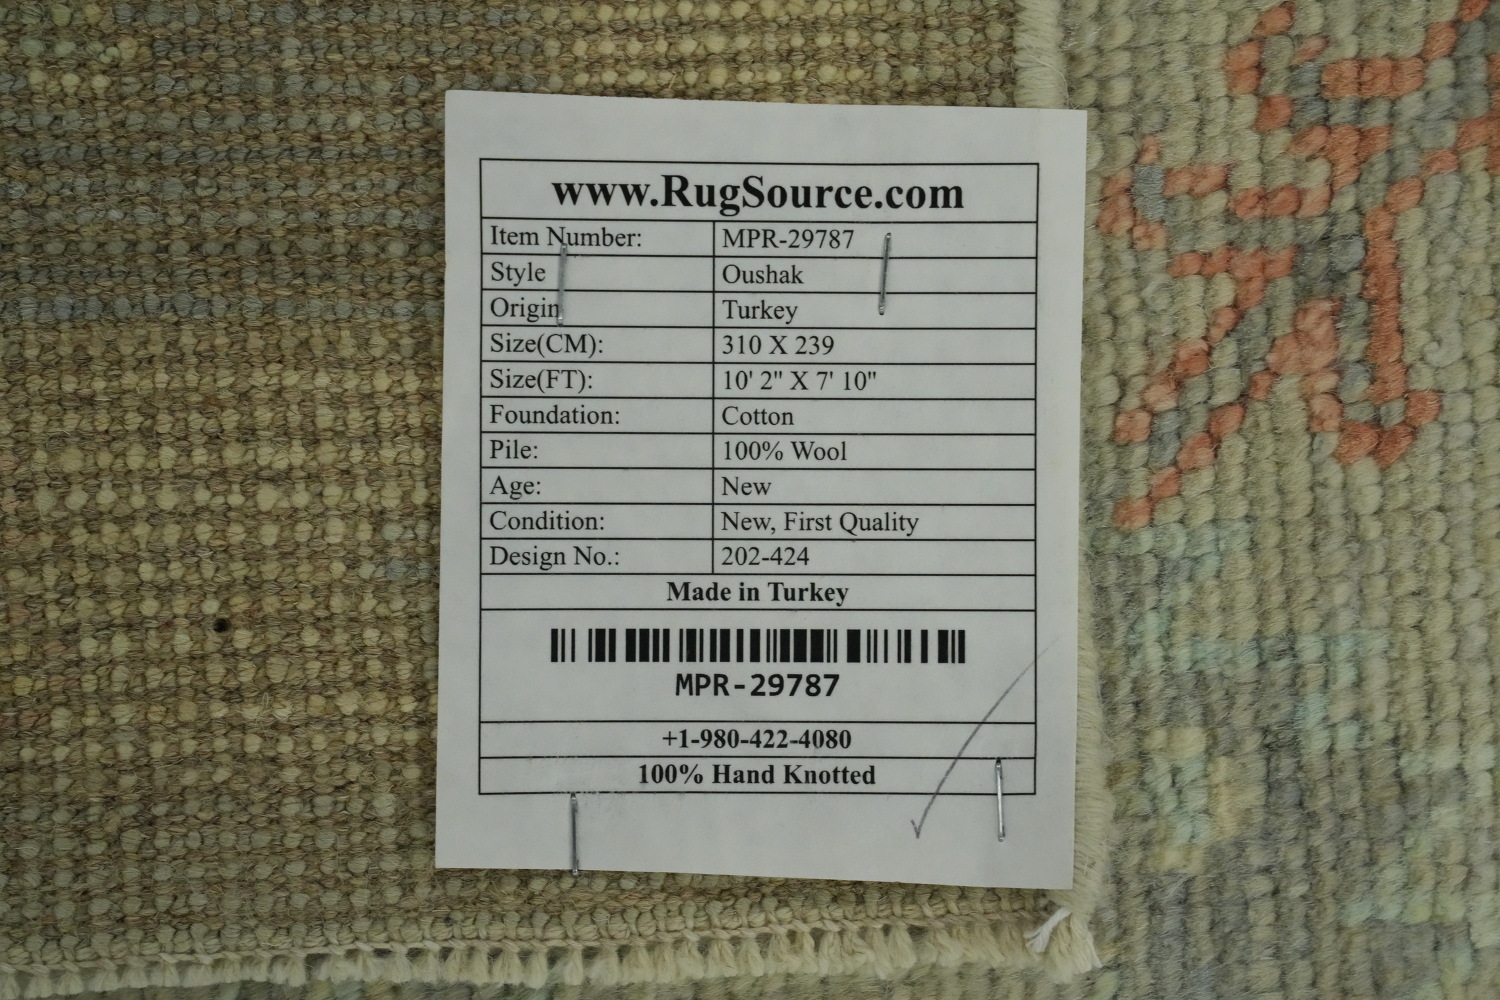 www.RugSource.com
Item Number: MPR-29787
Style Oushak
Origin Turkey
Size(CM): 310 X 239
Size(FT): 10' 2" X 7' 10"
Foundation: Cotton
Pile: 100% Wool
Age: New
Condition: New, First Quality
Design No.: 202-424
Made in Turkey
MPR-29787
+1-980-422-4080
100% Hand Knotted